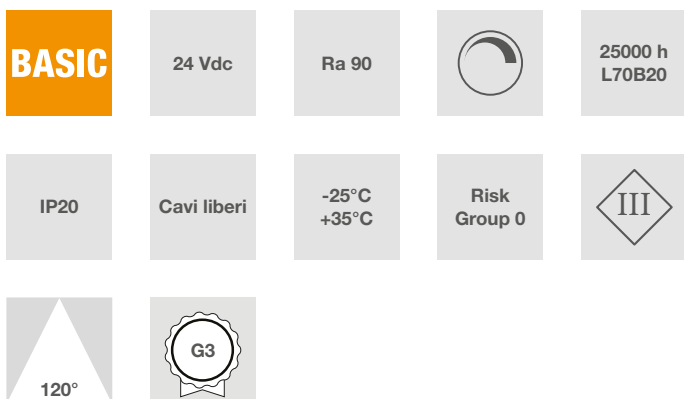 BASIC
24 Vdc
Ra 90
25000 h
L70B20
IP20
Cavi liberi
-25°C
+35°C
Risk
Group 0
III
120°
G3